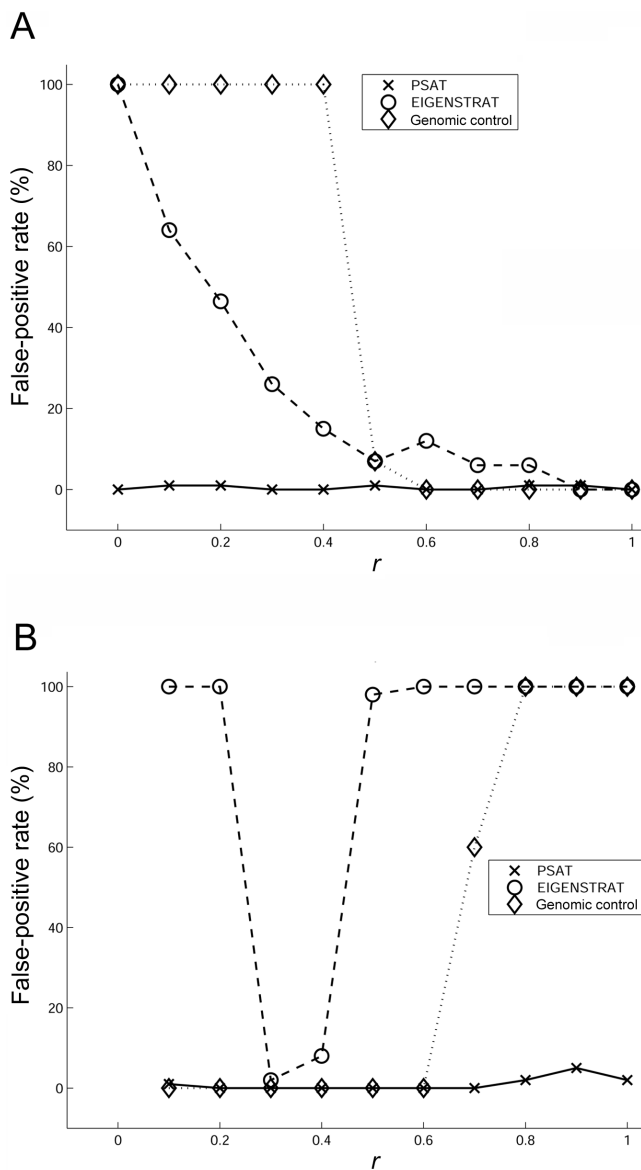 A
False-positive rate (%)
100
80
60
40
20
0
PSAT
EIGENSTRAT
Genomic control
0 0.2 0.4 0.6 0.8 1
r
B
False-positive rate (%)
100
80
60
40
20
0
PSAT
EIGENSTRAT
Genomic control
0 0.2 0.4 0.6 0.8 1
r